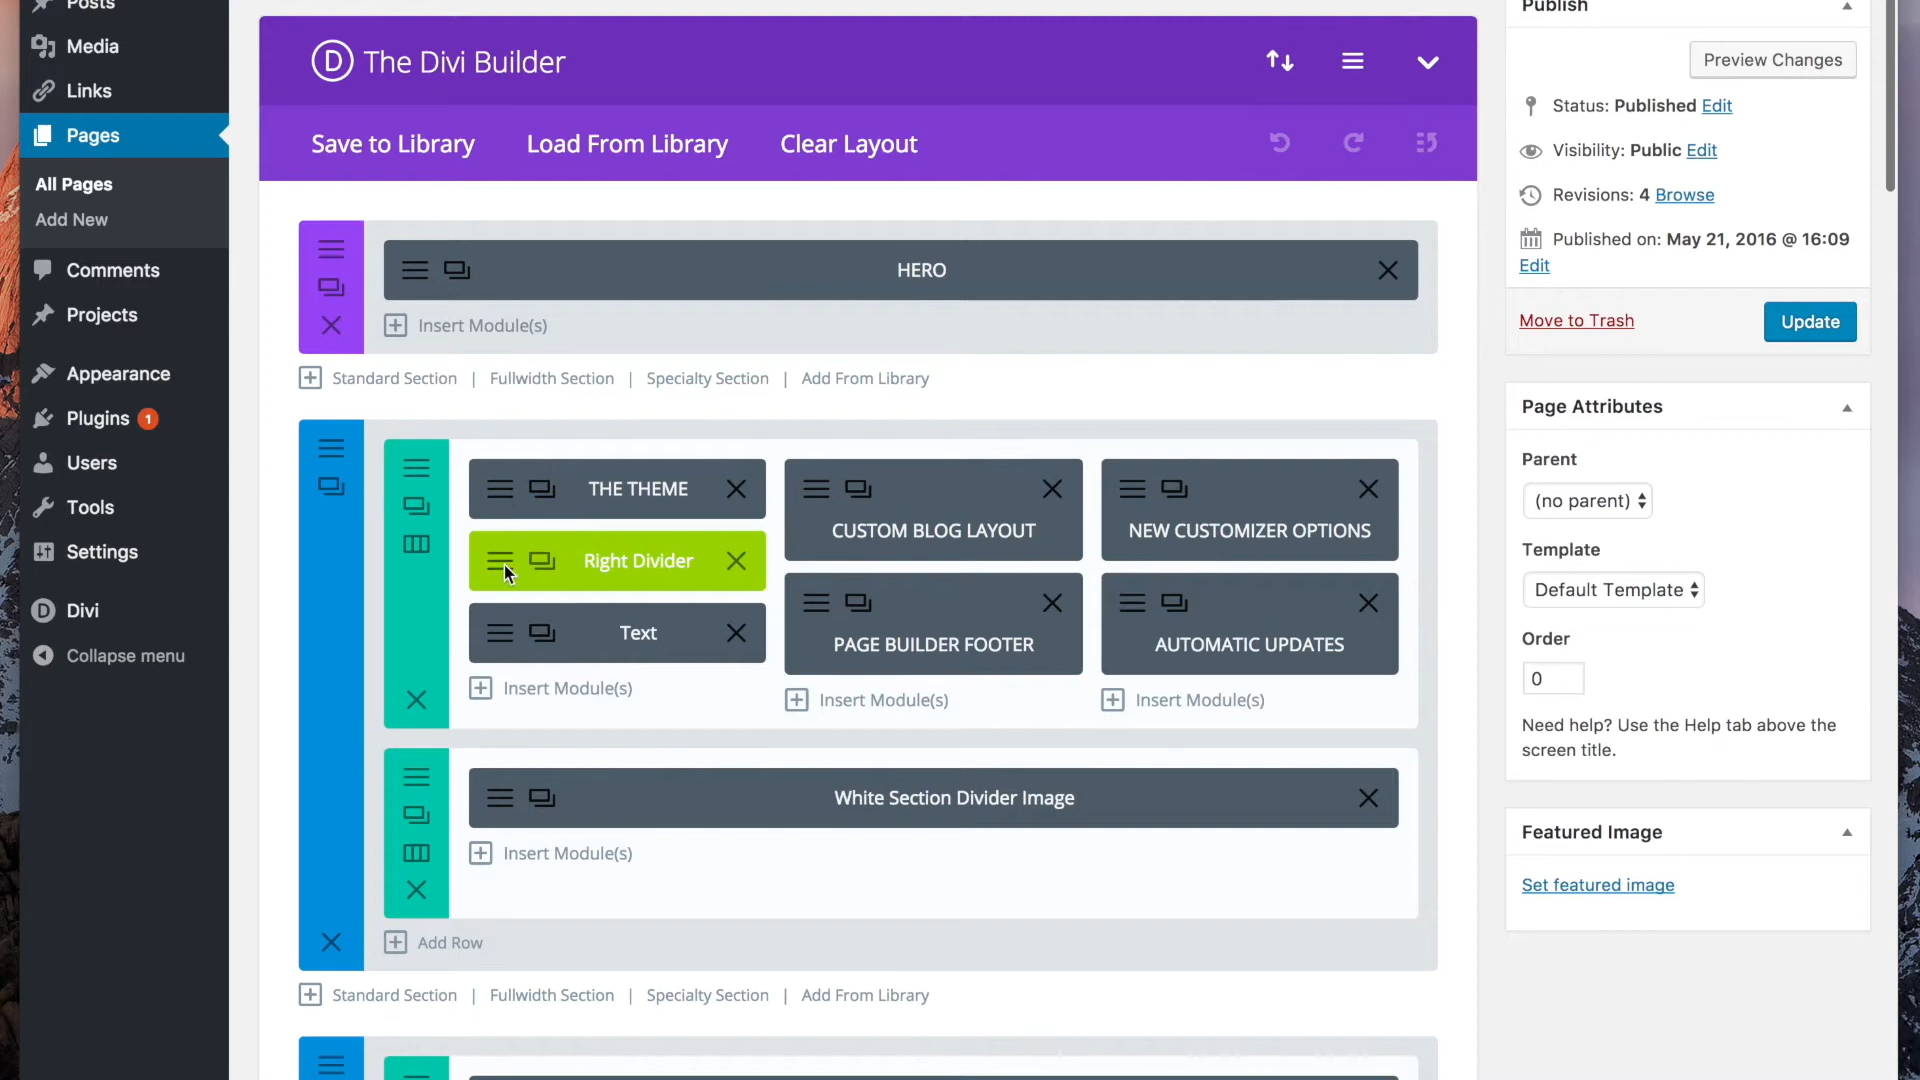 Posts
Media
Links
Pages
All Pages
Add New
Comments
Projects
Appearance
Plugins 1
Users
Tools
Settings
D Divi
Collapse menu
D The Divi Builder
Save to Library Load From Library Clear Layout
HERO
Insert Module(s)
Standard Section | Fullwidth Section | Specialty Section | Add From Library
THE THEME
Right Divider
Text
Insert Module(s)
CUSTOM BLOG LAYOUT
PAGE BUILDER FOOTER
Insert Module(s)
NEW CUSTOMIZER OPTIONS
AUTOMATIC UPDATES
Insert Module(s)
White Section Divider Image
Insert Module(s)
Add Row
Standard Section | Fullwidth Section | Specialty Section | Add From Library
Publish
Preview Changes
Status: Published Edit
Visibility: Public Edit
Revisions: 4 Browse
Published on: May 21, 2016 @ 16:09
Edit
Move to Trash
Update
Page Attributes
Parent
(no parent)
Template
Default Template
Order
0
Need help? Use the Help tab above the
screen title.
Featured Image
Set featured image